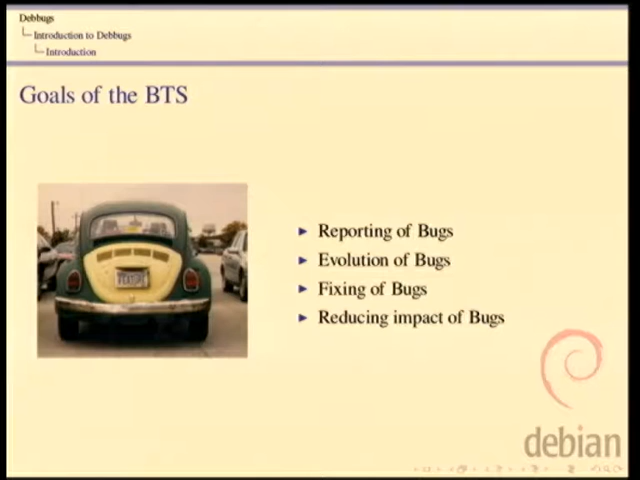 Debbugs
Introduction to Debbugs
Introduction
Goals of the BTS
FEATURE
Reporting of Bugs
Evolution of Bugs
Fixing of Bugs
Reducing impact of Bugs
debian